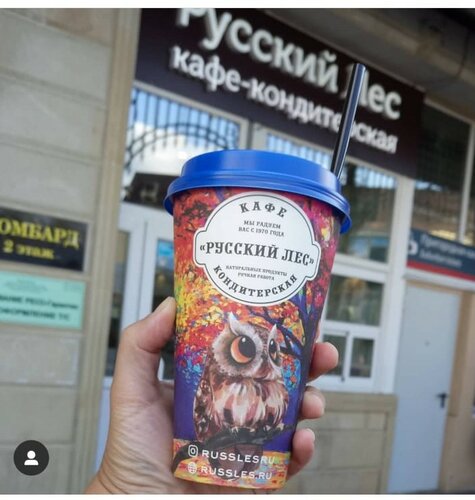 Русский Лес
кафе-кондитерская
ЛОМБАРД
2 этаж
КАФЕ
МЫ РАДУЕМ
ВАС С 1970 ГОДА
«РУССКИЙ ЛЕС»
НАТУРАЛЬНЫЕ ПРОДУКТЫ
РУЧНАЯ РАБОТА
КОНДИТЕРСКАЯ
RUSSLESRU
RUSSLES.RU